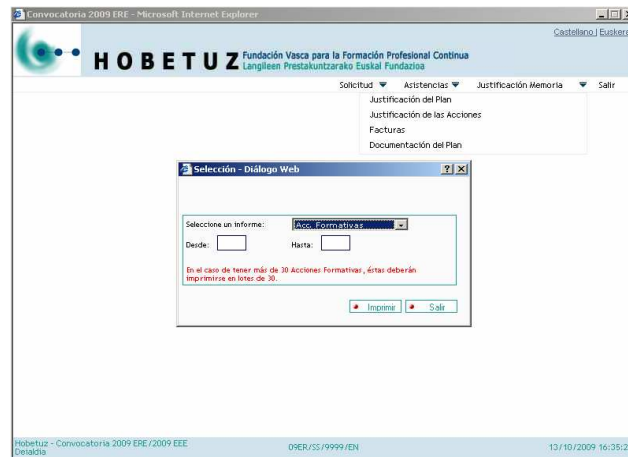 Convocatoria 2009 ERE - Microsoft Internet Explorer
Castellano | Euskera
HOBETUZ
Fundación Vasca para la Formación Profesional Continua
Langileen Prestakuntzarako Euskal Fundazioa
Solicitud Asistencias Justificación Memoria Salir
Justificación del Plan
Justificación de las Acciones
Facturas
Documentación del Plan
Selección - Diálogo Web
Seleccione un informe: Acc. Formativas
Desde: Hasta:
En el caso de tener más de 30 Acciones Formativas, éstas deberán
imprimirse en lotes de 30.
Imprimir Salir
Hobetuz - Convocatoria 2009 ERE/2009 EEE
Deialdia
09ER/SS/9999/EN
13/10/2009 16:35:2